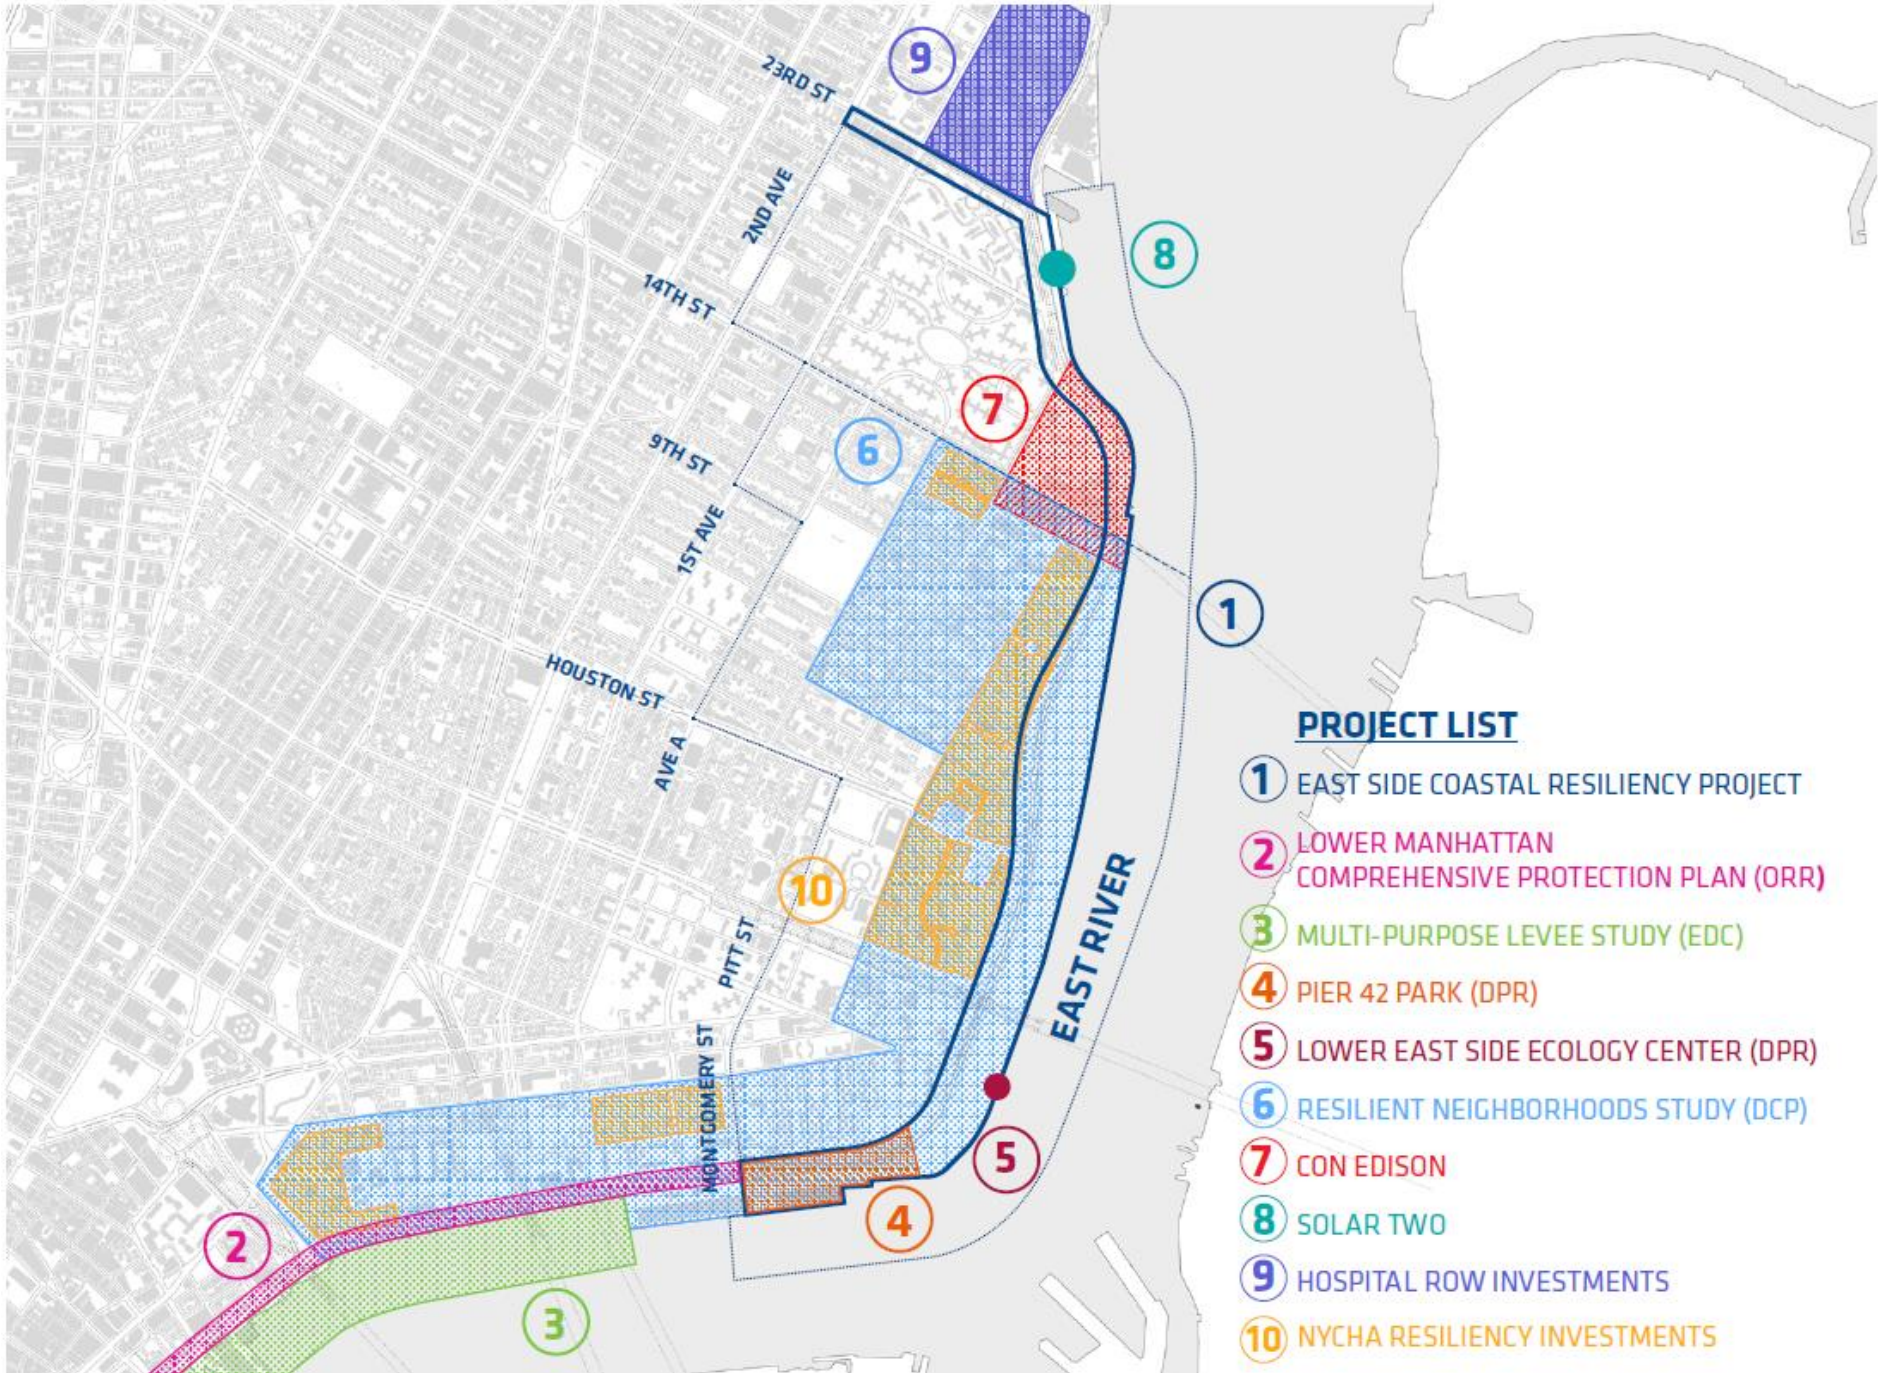 9
23RD ST
2ND AVE
8
14TH ST
7
6
9TH ST
1ST AVE
1
HOUSTON ST
AVE A
10
PITT ST
EAST RIVER
MONTGOMERY ST
5
4
2
3
PROJECT LIST
1 EAST SIDE COASTAL RESILIENCY PROJECT
2 LOWER MANHATTAN
COMPREHENSIVE PROTECTION PLAN (ORR)
3 MULTI-PURPOSE LEVEE STUDY (EDC)
4 PIER 42 PARK (DPR)
5 LOWER EAST SIDE ECOLOGY CENTER (DPR)
6 RESILIENT NEIGHBORHOODS STUDY (DCP)
7 CON EDISON
8 SOLAR TWO
9 HOSPITAL ROW INVESTMENTS
10 NYCHA RESILIENCY INVESTMENTS